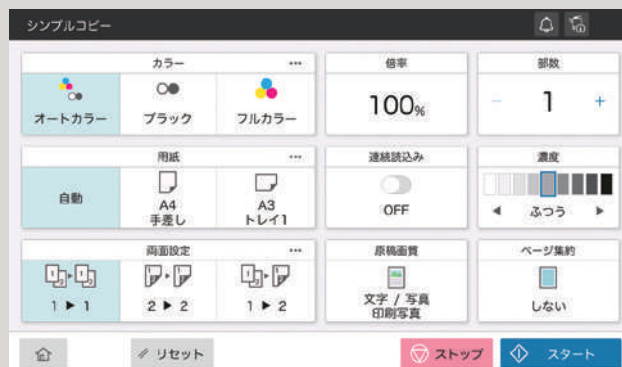 シンプルコピー
カラー
オートカラー
ブラック
フルカラー
倍率
100%
部数
− 1 +
用紙
自動
A4
手差し
A3
トレイ1
連続読込み
OFF
濃度
◀ ふつう ▶
両面設定
1 ▶ 1
2 ▶ 2
1 ▶ 2
原稿画質
文字 / 写真
印刷写真
ページ集約
しない
リセット
ストップ
スタート